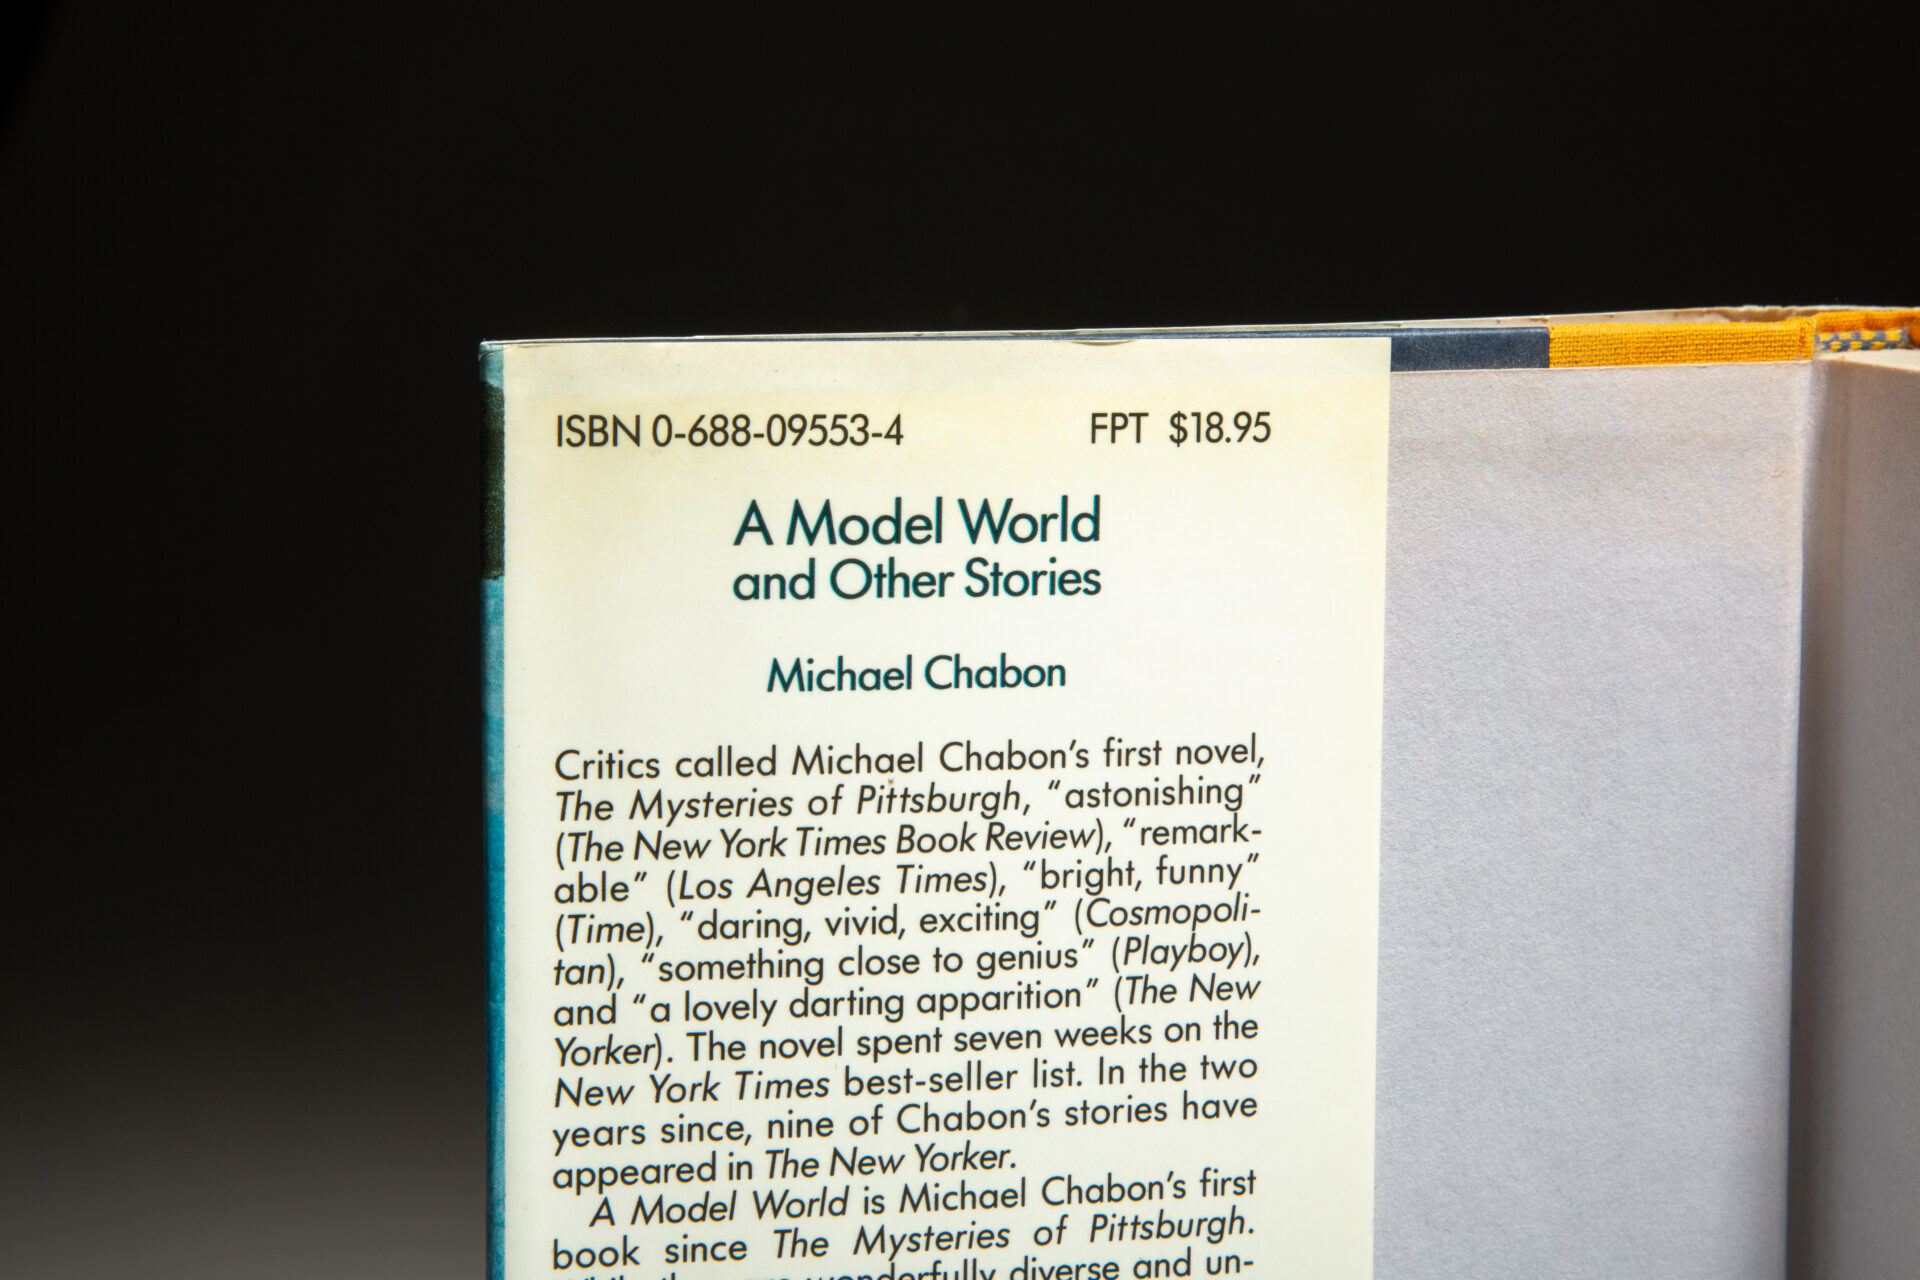 ISBN 0-688-09553-4 FPT $18.95
A Model World
and Other Stories
Michael Chabon
Critics called Michael Chabon’s first novel,
The Mysteries of Pittsburgh, “astonishing”
(The New York Times Book Review), “remark-
able” (Los Angeles Times), “bright, funny”
(Time), “daring, vivid, exciting” (Cosmopoli-
tan), “something close to genius” (Playboy),
and “a lovely darting apparition” (The New
Yorker). The novel spent seven weeks on the
New York Times best-seller list. In the two
years since, nine of Chabon’s stories have
appeared in The New Yorker.
A Model World is Michael Chabon’s first
book since The Mysteries of Pittsburgh.
wonderfully diverse and un-